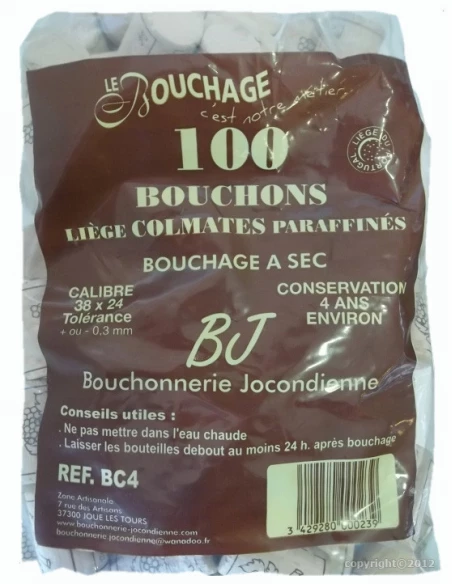 LE BOUCHAGE
c'est notre métier
100
LIÈGE DU PORTUGAL
BOUCHONS
LIÈGE COLMATES PARAFFINÉS
BOUCHAGE A SEC
CALIBRE
38 x 24
Tolérance
+ ou - 0,3 mm
CONSERVATION
4 ANS
ENVIRON
BJ
Bouchonnerie Jocondienne
Conseils utiles :
. Ne pas mettre dans l'eau chaude
. Laisser les bouteilles debout au moins 24 h. après bouchage
REF. BC4
Zone Artisanale
7 rue des Artisans
37300 JOUE LES TOURS
www.bouchonnerie-jocondienne.com
bouchonnerie.jocondienne@wanadoo.fr
3 429280 000239
copyright©2012